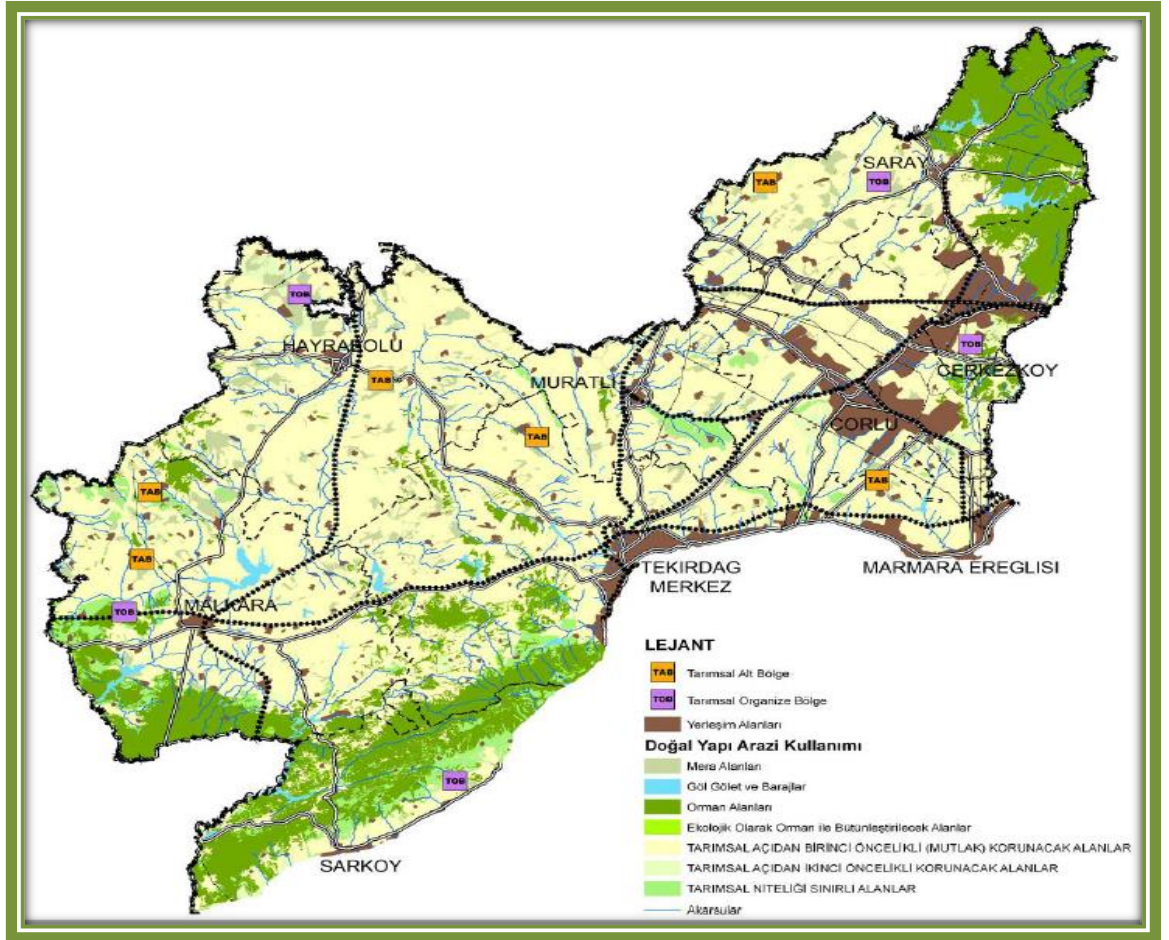 SARAY
TAB
TOB
TOB
HAYRABOLU
TAB
MURATLI
TOB
CERKEZKOY
CORLU
TAB
TAB
TAB
TAB
TOB
MALKARA
TEKIRDAG
MERKEZ
MARMARA EREGLISI
TOB
SARKOY
LEJANT
TAB Tarımsal Alt Bölge
TOB Tarımsal Organize Bölge
Yerleşim Alanları
Doğal Yapı Arazi Kullanımı
Mera Alanları
Göl Gölet ve Barajlar
Orman Alanları
Ekolojik Olarak Orman ile Bütünleştirilecek Alanlar
TARIMSAL AÇIDAN BİRİNCİ ÖNCELİKLİ (MUTLAK) KORUNACAK ALANLAR
TARIMSAL AÇIDAN İKİNCİ ÖNCELİKLİ KORUNACAK ALANLAR
TARIMSAL NİTELİĞİ SINIRLI ALANLAR
Akarsular